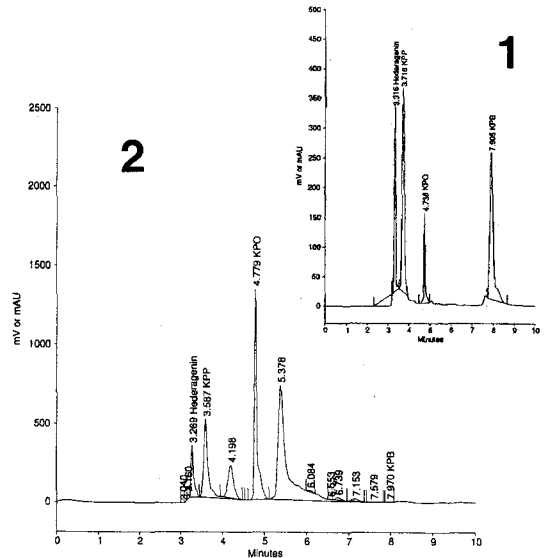 1
500
450
400
350
300
250
200
150
100
50
0
mV or mAU
3.316 Hederagenin
3.716 KPP
4.738 KPO
7.905 KPB
0 1 2 3 4 5 6 7 8 9 10
Minutes
2
2500
2000
1500
1000
500
0
mV or mAU
3.160
3.269 Hederagenin
3.587 KPP
4.198
4.779 KPO
5.378
6.084
6.553
6.739
7.153
7.579
7.970 KPB
0 1 2 3 4 5 6 7 8 9 10
Minutes